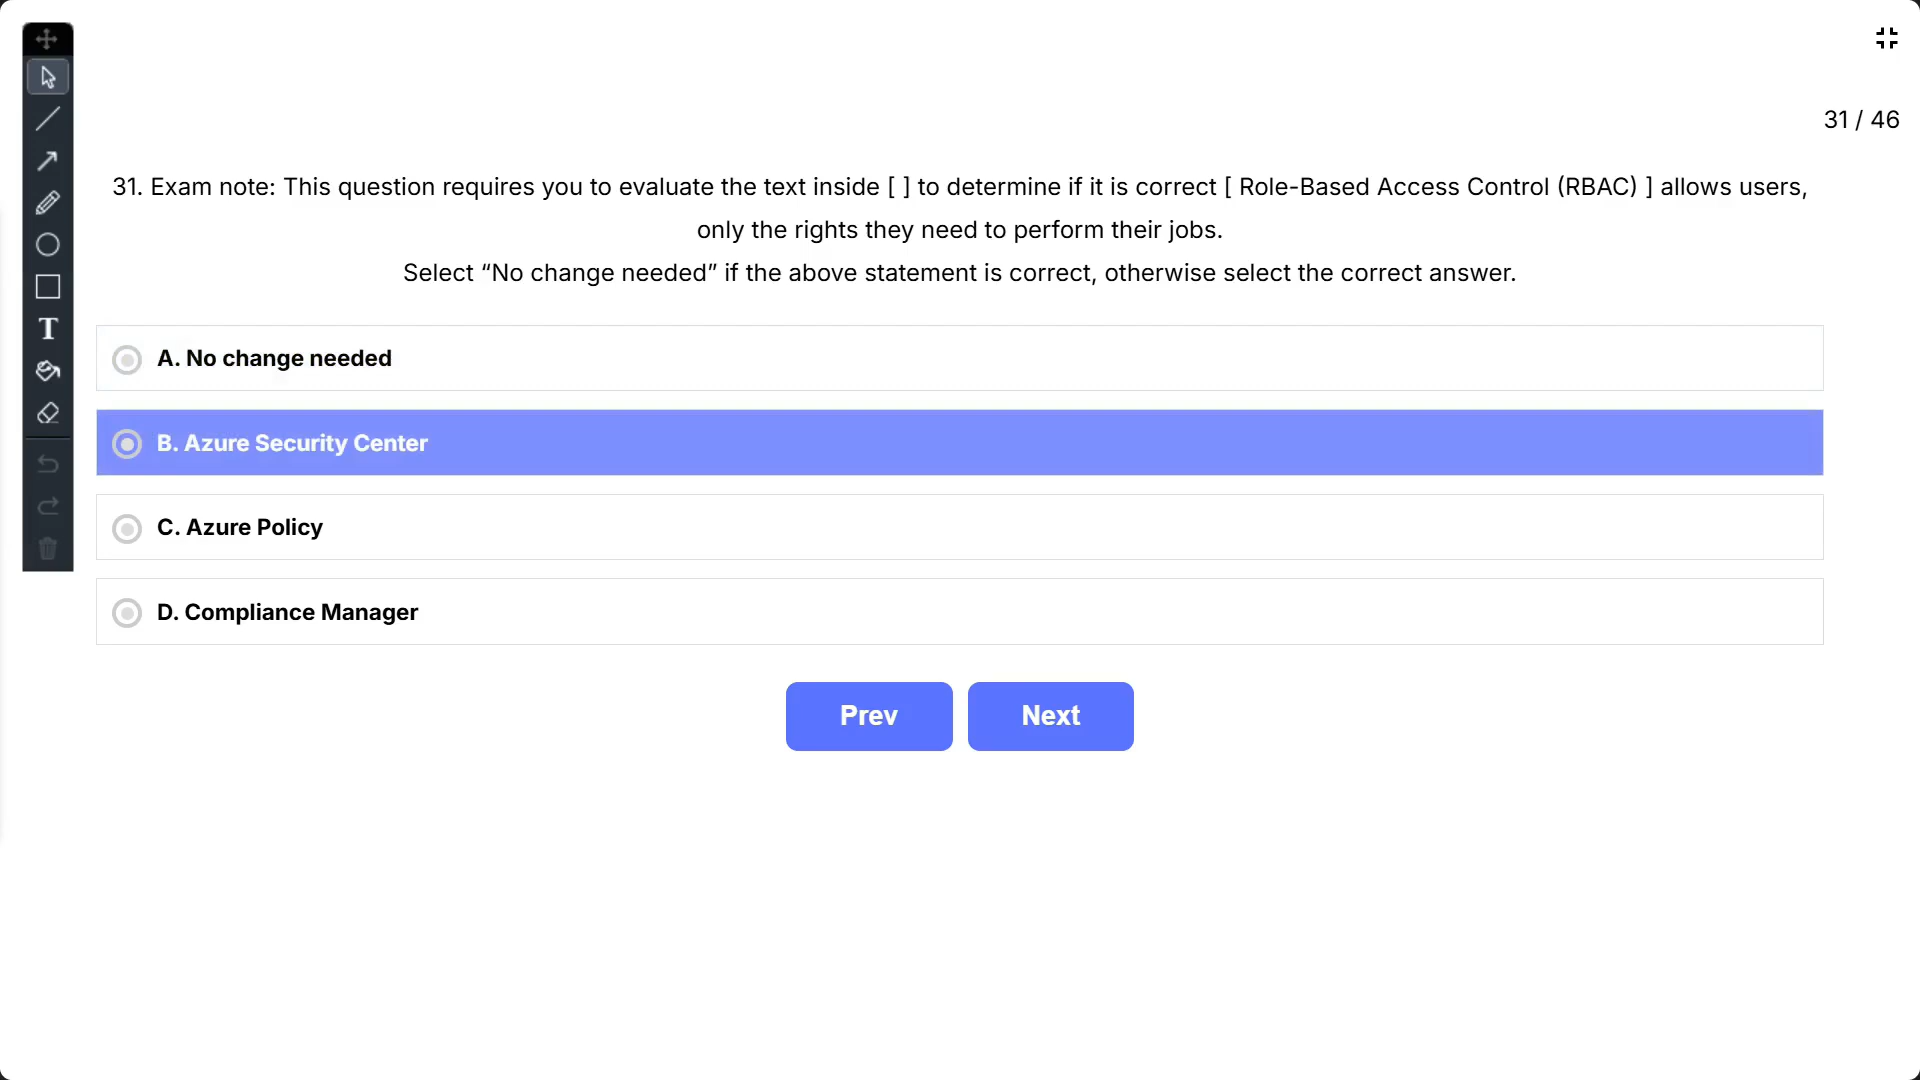 31 / 46
31. Exam note: This question requires you to evaluate the text inside [ ] to determine if it is correct [ Role-Based Access Control (RBAC) ] allows users,
only the rights they need to perform their jobs.
Select “No change needed” if the above statement is correct, otherwise select the correct answer.
A. No change needed
B. Azure Security Center
C. Azure Policy
D. Compliance Manager
Prev Next